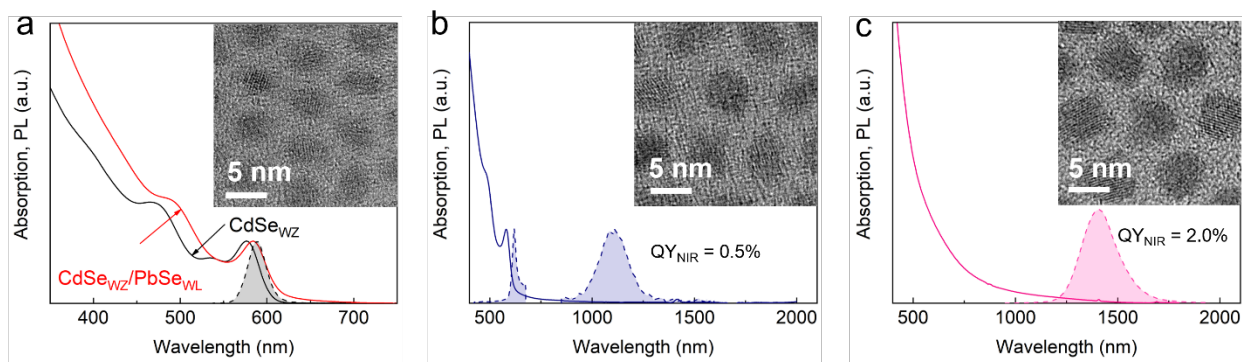 a
Absorption, PL (a.u.)
5 nm
CdSeWZ
CdSeWZ/PbSeWL
400 500 600 700
Wavelength (nm)
b
Absorption, PL (a.u.)
5 nm
QYNIR = 0.5%
500 1000 1500 2000
Wavelength (nm)
c
Absorption, PL (a.u.)
5 nm
QYNIR = 2.0%
500 1000 1500 2000
Wavelength (nm)